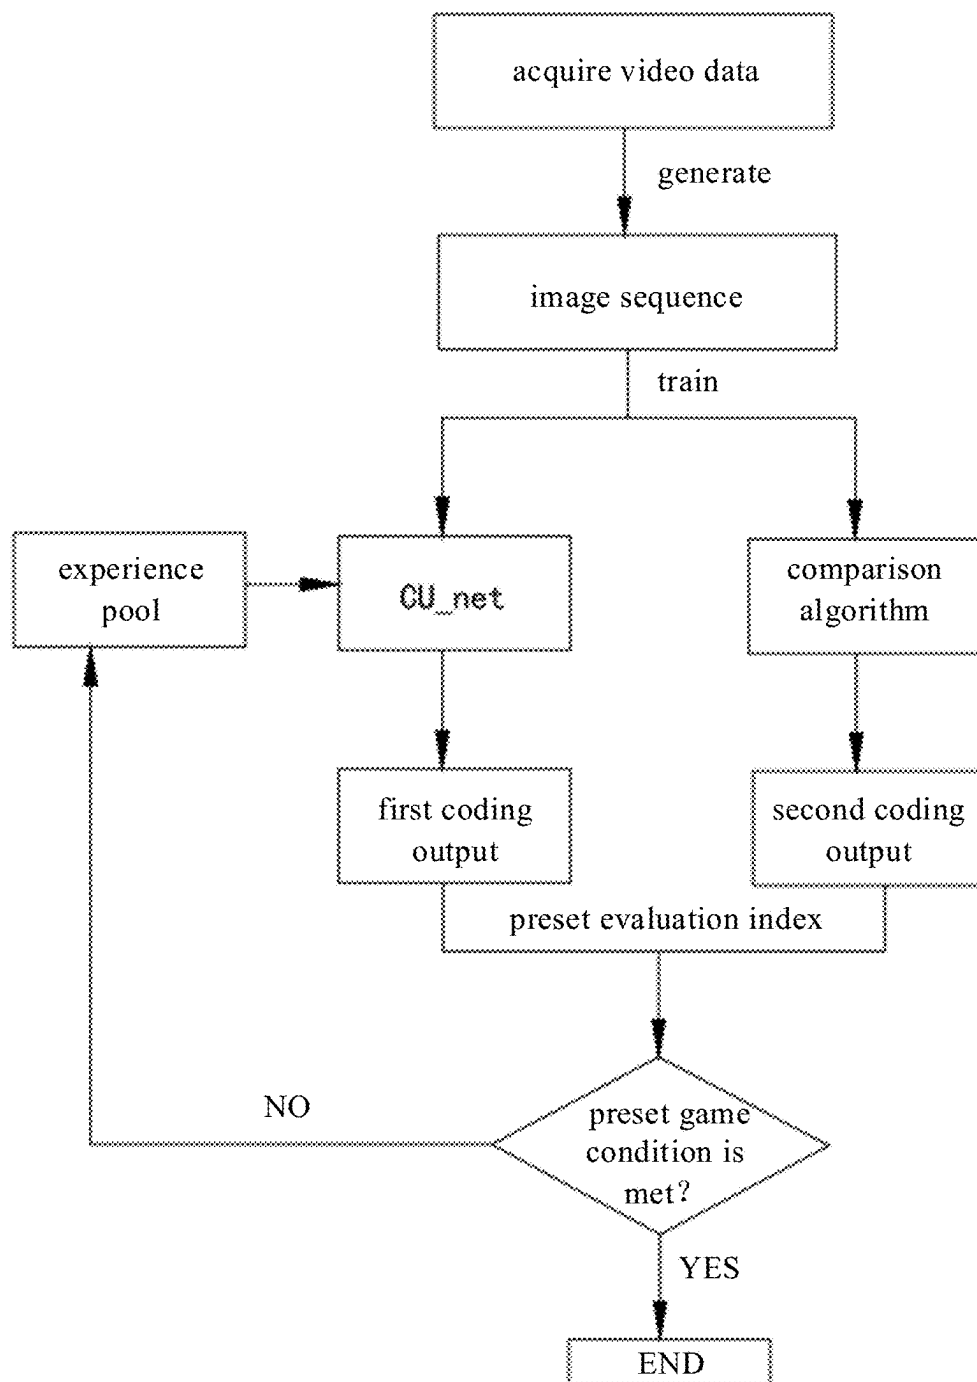 acquire video data
generate
image sequence
train
experience
pool
CU_net
comparison
algorithm
first coding
output
second coding
output
preset evaluation index
NO
preset game
condition is
met?
YES
END